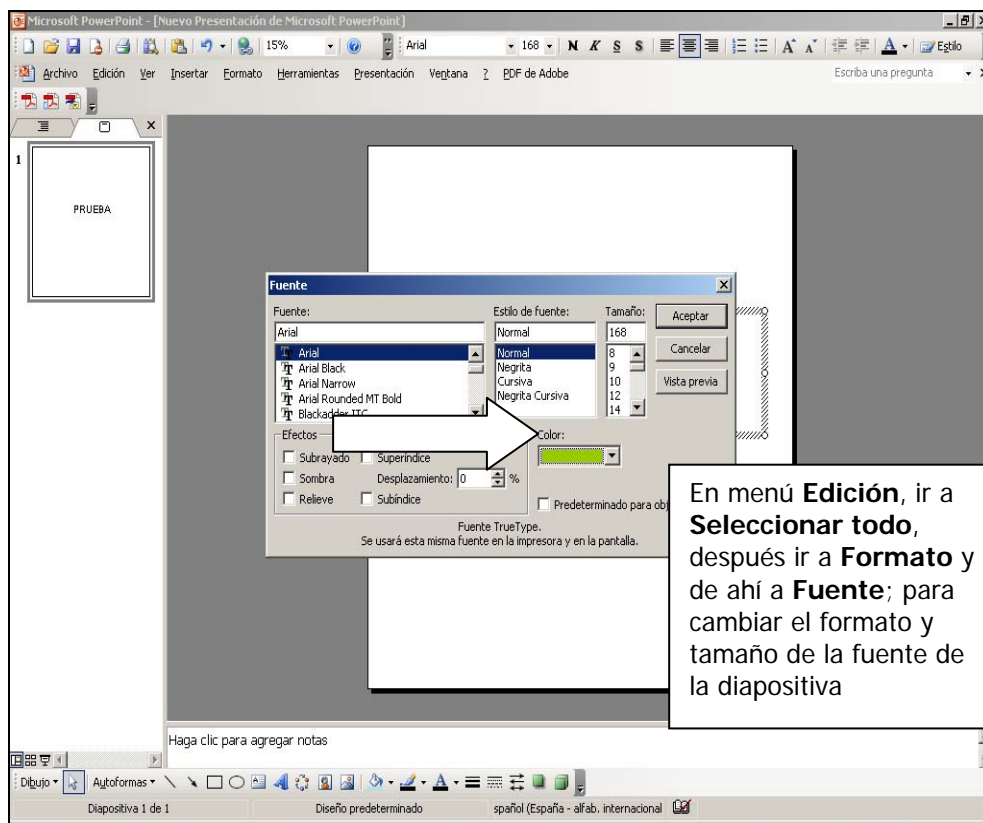 Microsoft PowerPoint - [Nuevo Presentación de Microsoft PowerPoint]
15% Arial 168 N K S S Estilo
Archivo Edición Ver Insertar Formato Herramientas Presentación Ventana ? PDF de Adobe Escriba una pregunta
1
PRUEBA
Fuente
Fuente: Estilo de fuente: Tamaño:
Arial Normal 168 Aceptar
Arial Normal 8 Cancelar
Arial Black Negrita 9
Arial Narrow Cursiva 10 Vista previa
Arial Rounded MT Bold Negrita Cursiva 12
Blackadder ITC 14
Efectos Color:
Subrayado Superíndice
Sombra Desplazamiento: 0 %
Relieve Subíndice Predeterminado para obj
Fuente TrueType.
Se usará esta misma fuente en la impresora y en la pantalla.
En menú Edición, ir a
Seleccionar todo,
después ir a Formato y
de ahí a Fuente; para
cambiar el formato y
tamaño de la fuente de
la diapositiva
Haga clic para agregar notas
Dibujo Autoformas
Diapositiva 1 de 1 Diseño predeterminado spañol (España - alfab. internacional